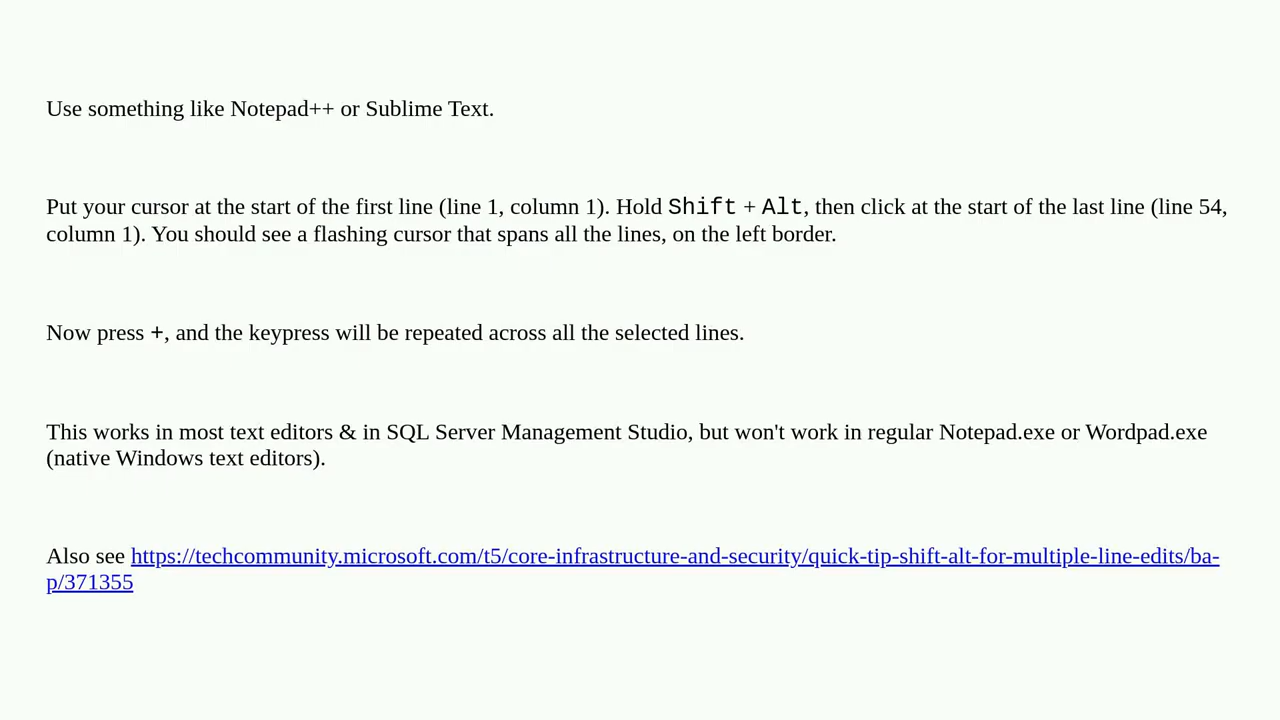 Use something like Notepad++ or Sublime Text.
Put your cursor at the start of the first line (line 1, column 1). Hold Shift + Alt, then click at the start of the last line (line 54,
column 1). You should see a flashing cursor that spans all the lines, on the left border.
Now press +, and the keypress will be repeated across all the selected lines.
This works in most text editors & in SQL Server Management Studio, but won't work in regular Notepad.exe or Wordpad.exe
(native Windows text editors).
Also see https://techcommunity.microsoft.com/t5/core-infrastructure-and-security/quick-tip-shift-alt-for-multiple-line-edits/ba-
p/371355